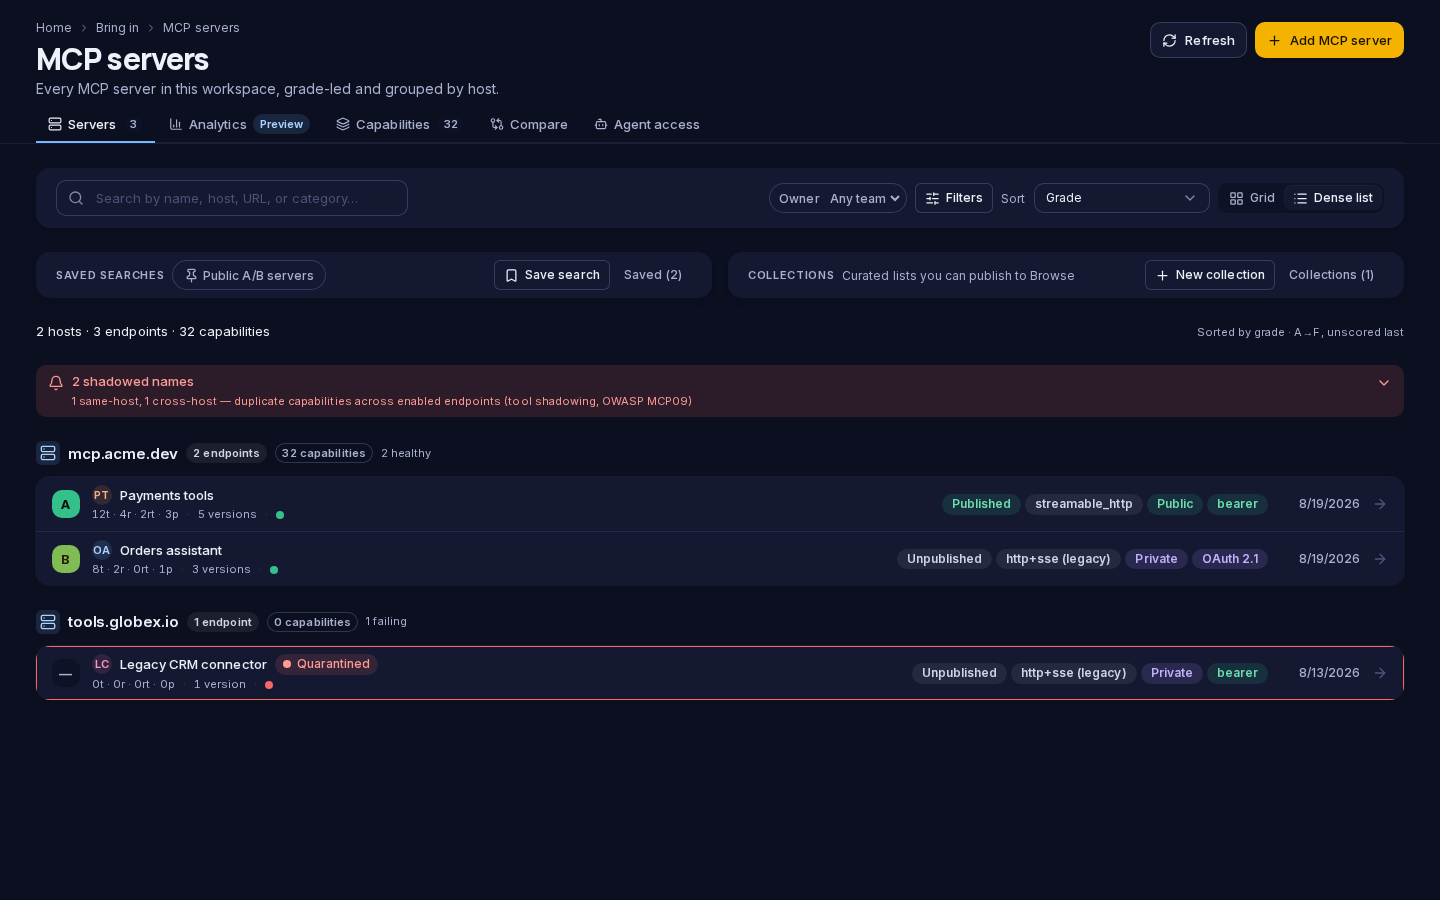 Home > Bring in > MCP servers
MCP servers
Every MCP server in this workspace, grade-led and grouped by host.
Refresh
Add MCP server
Servers 3
Analytics Preview
Capabilities 32
Compare
Agent access
Search by name, host, URL, or category…
Owner Any team
Filters
Sort Grade
Grid
Dense list
SAVED SEARCHES Public A/B servers
Save search
Saved (2)
COLLECTIONS Curated lists you can publish to Browse
New collection
Collections (1)
2 hosts · 3 endpoints · 32 capabilities
Sorted by grade · A→F, unscored last
2 shadowed names
1 same-host, 1 cross-host — duplicate capabilities across enabled endpoints (tool shadowing, OWASP MCP09)
mcp.acme.dev 2 endpoints 32 capabilities 2 healthy
A PT Payments tools
12t · 4r · 2rt · 3p · 5 versions ·
Published streamable_http Public bearer 8/19/2026
B OA Orders assistant
8t · 2r · 0rt · 1p · 3 versions ·
Unpublished http+sse (legacy) Private OAuth 2.1 8/19/2026
tools.globex.io 1 endpoint 0 capabilities 1 failing
— LC Legacy CRM connector Quarantined
0t · 0r · 0rt · 0p · 1 version ·
Unpublished http+sse (legacy) Private bearer 8/13/2026